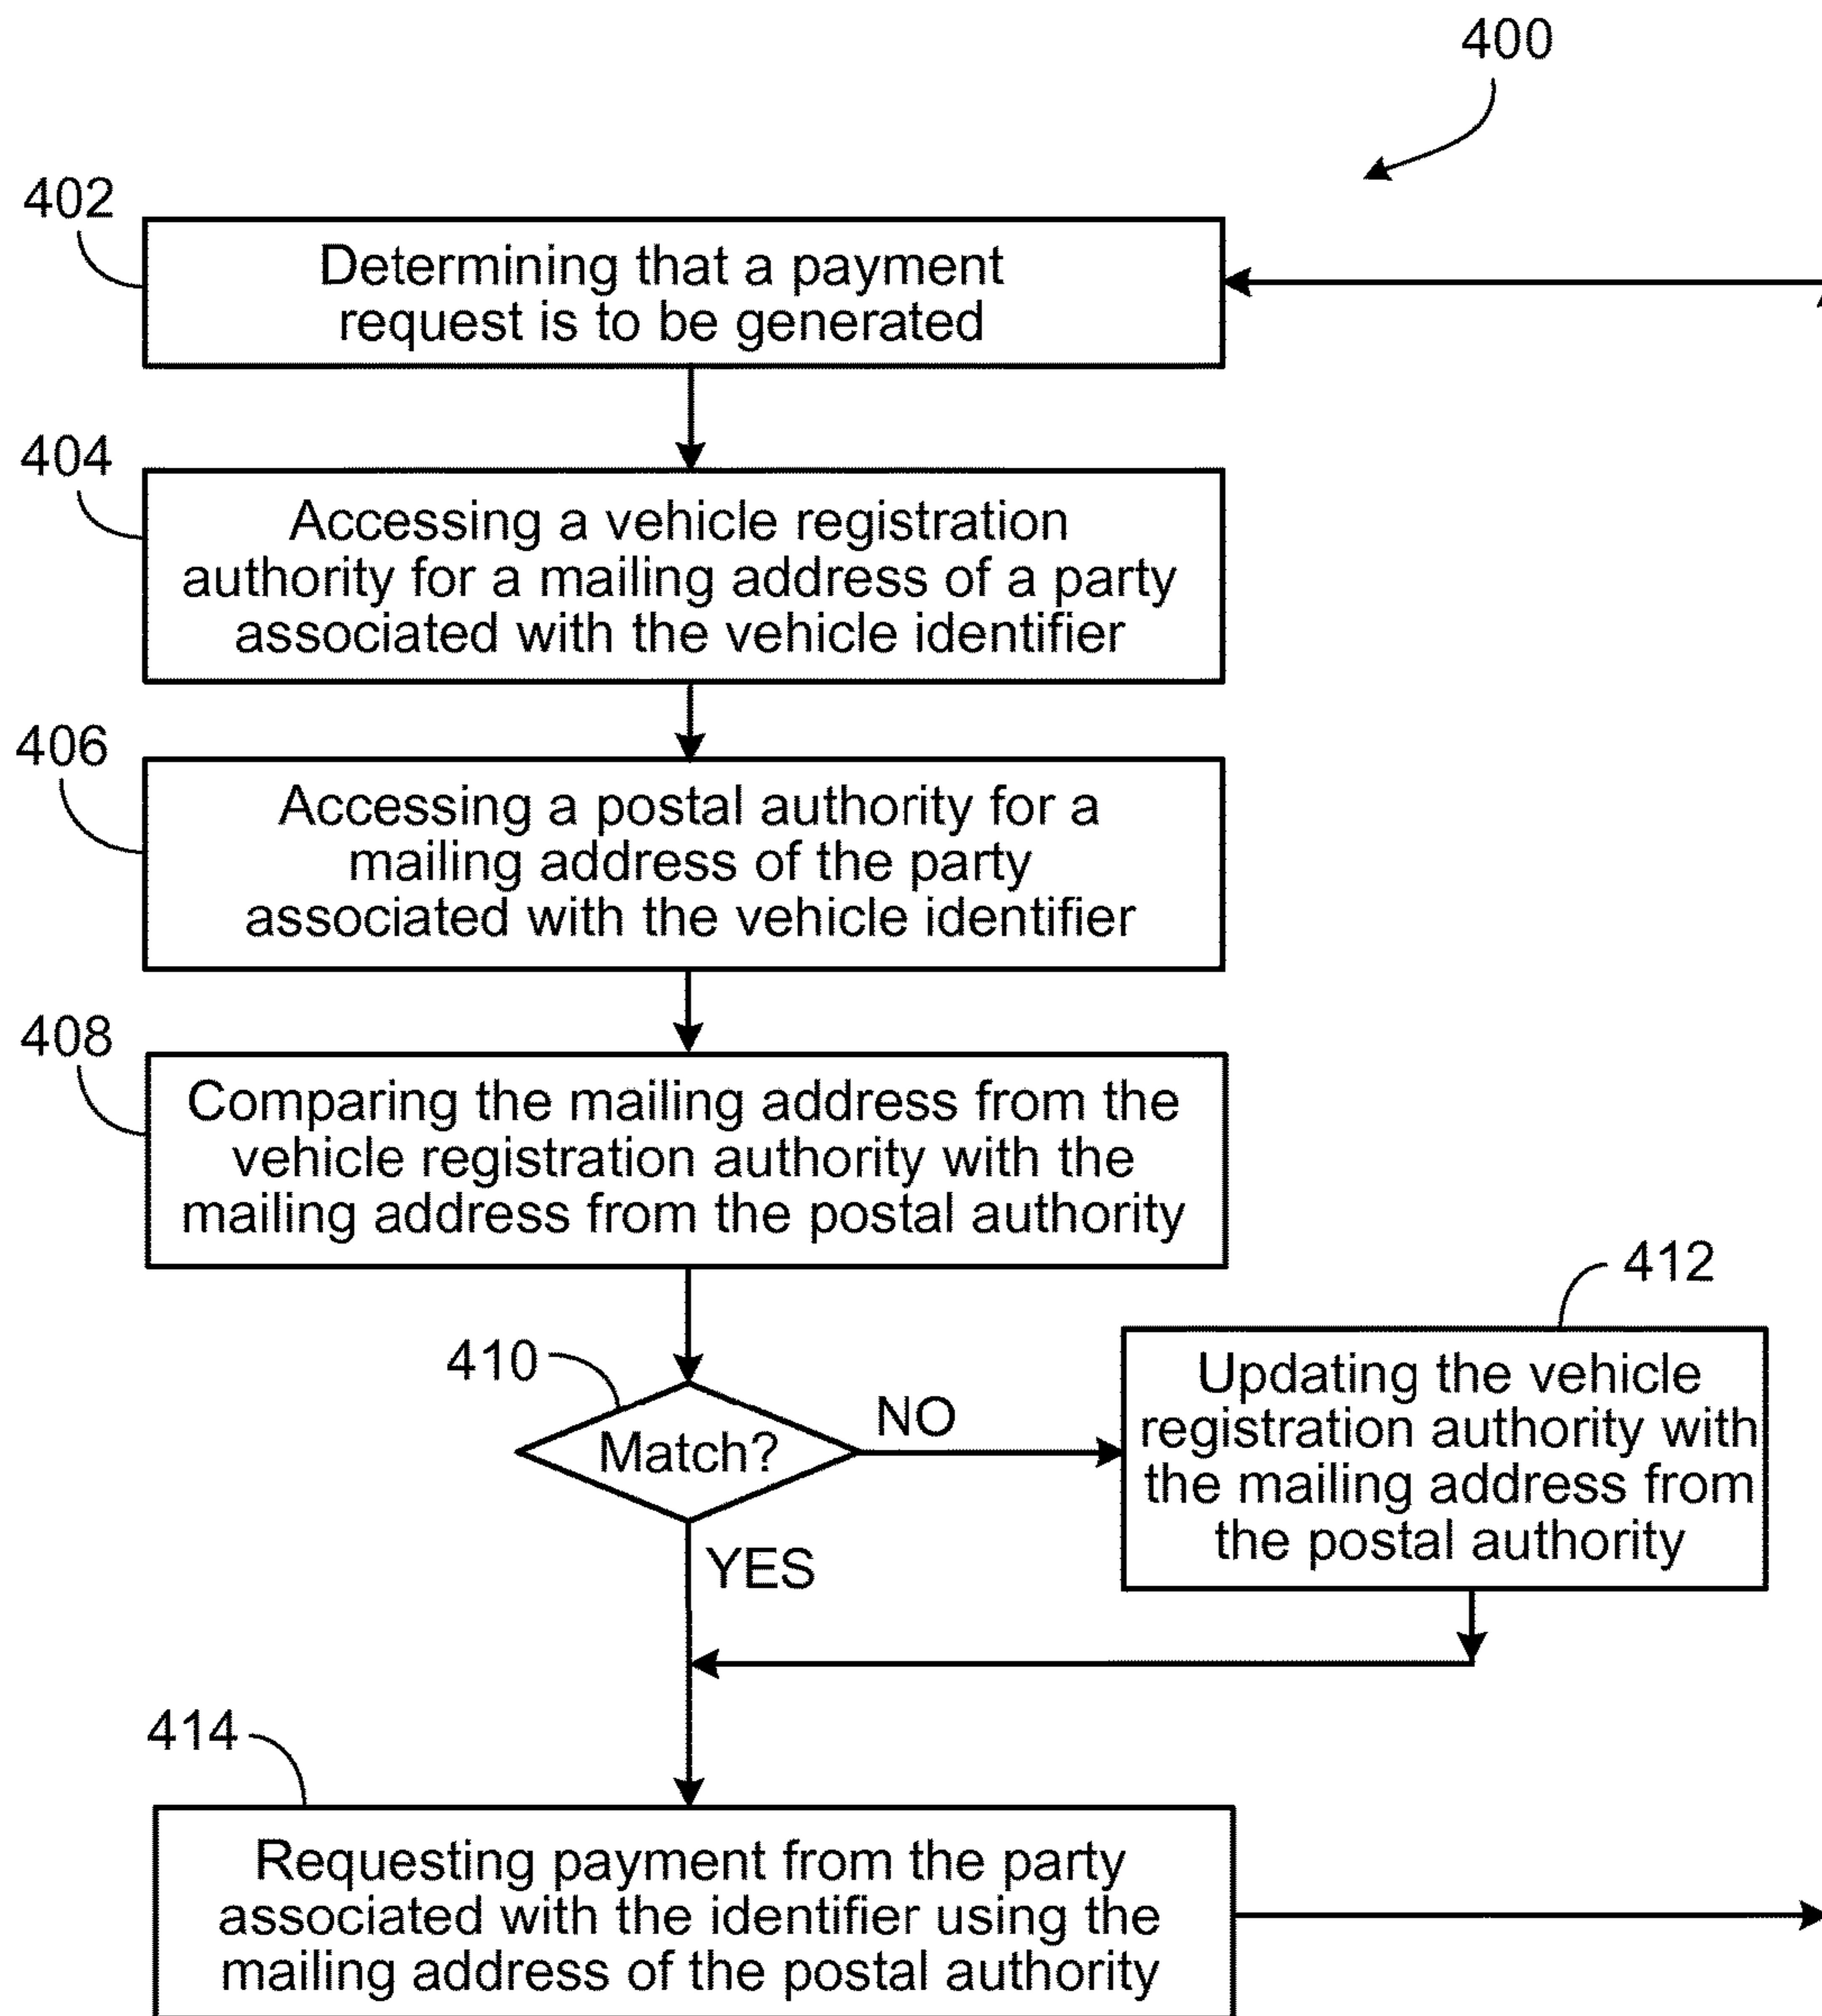 400
402
Determining that a payment
request is to be generated
404
Accessing a vehicle registration
authority for a mailing address of a party
associated with the vehicle identifier
406
Accessing a postal authority for a
mailing address of the party
associated with the vehicle identifier
408
Comparing the mailing address from the
vehicle registration authority with the
mailing address from the postal authority
410
Match?
NO
412
Updating the vehicle
registration authority with
the mailing address from
the postal authority
YES
414
Requesting payment from the party
associated with the identifier using the
mailing address of the postal authority